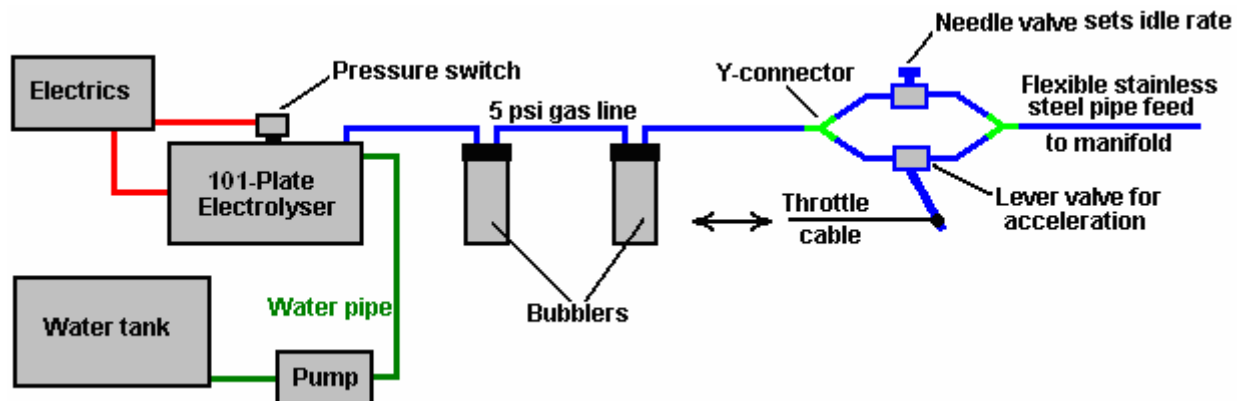 Needle valve sets idle rate
Electrics
Pressure switch
Y-connector
5 psi gas line
Flexible stainless
steel pipe feed
to manifold
101-Plate
Electrolyser
Throttle
cable
Lever valve for
acceleration
Water pipe
Bubblers
Water tank
Pump